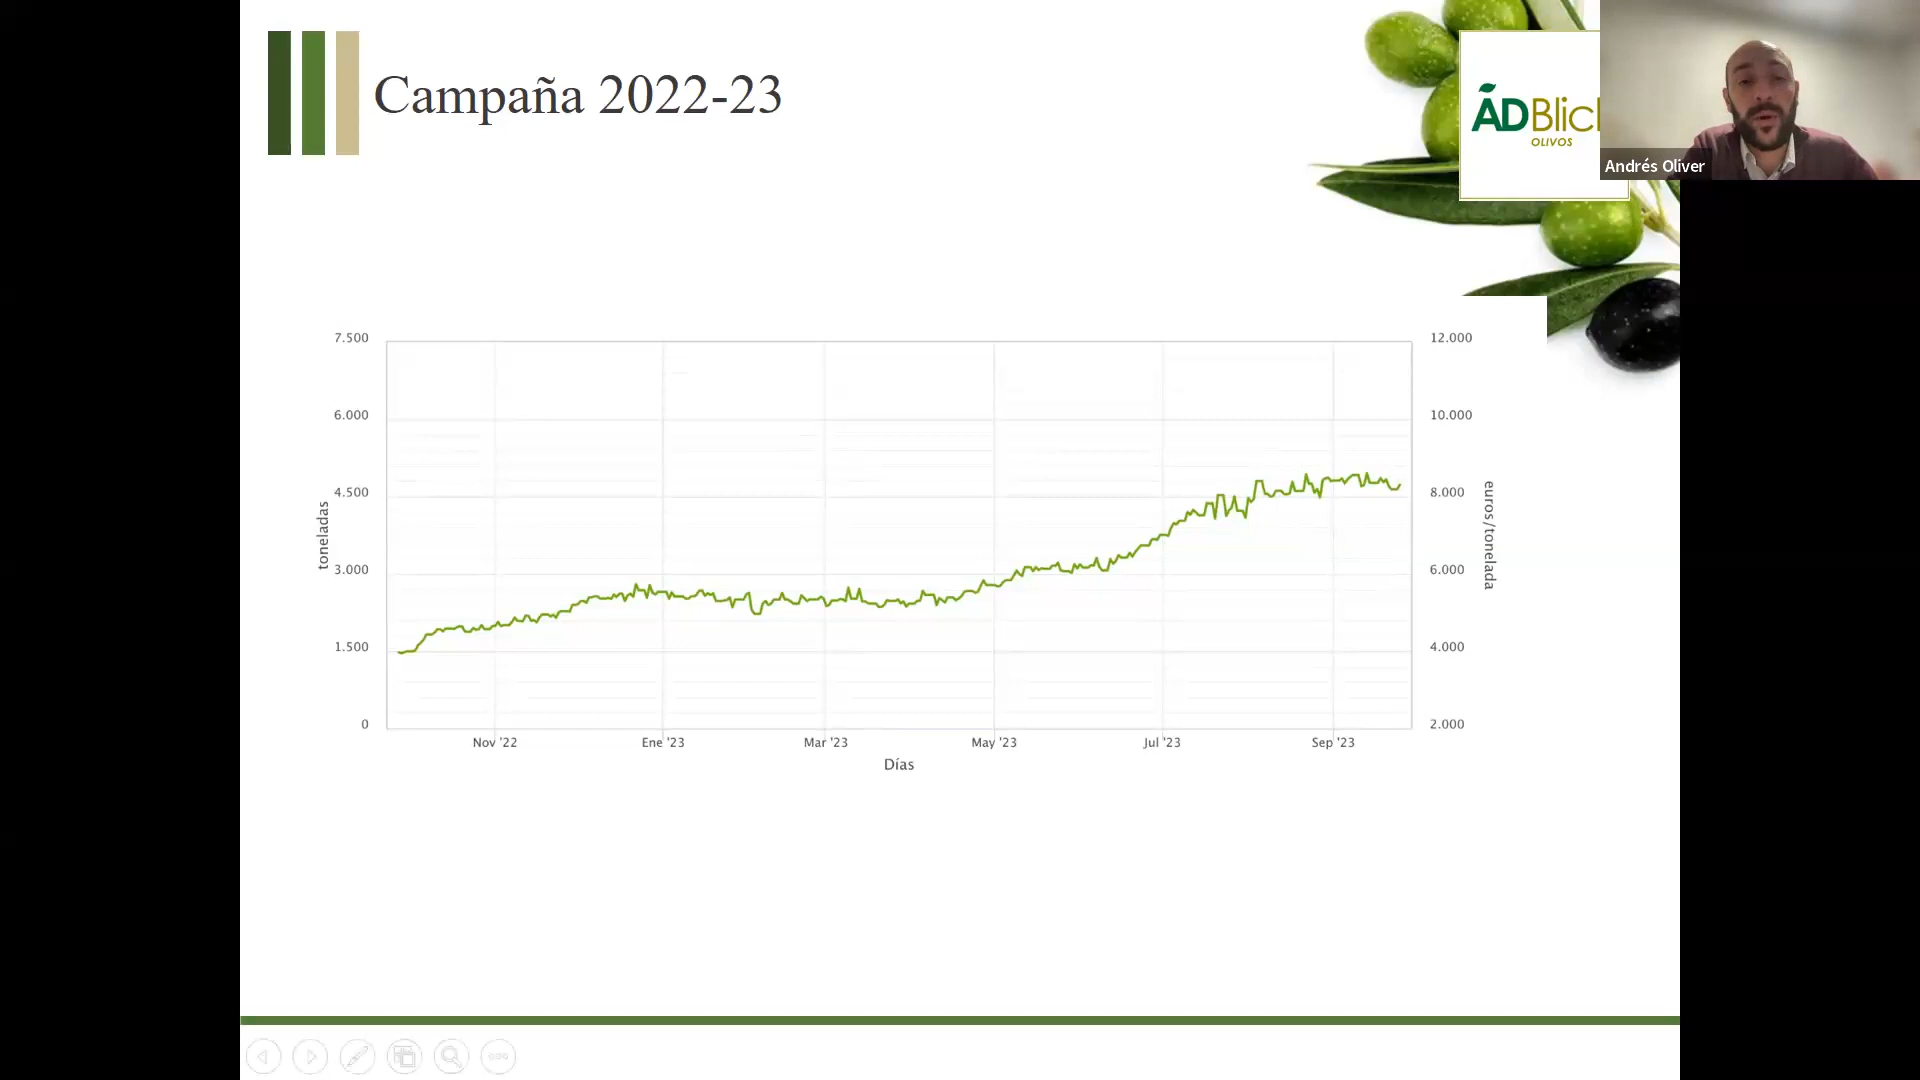 Campaña 2022-23
ADBlick
OLIVOS
Andrés Oliver
7.500
6.000
4.500
3.000
1.500
0
toneladas
12.000
10.000
8.000
6.000
4.000
2.000
euros/tonelada
Nov '22
Ene '23
Mar '23
May '23
Jul '23
Sep '23
Días